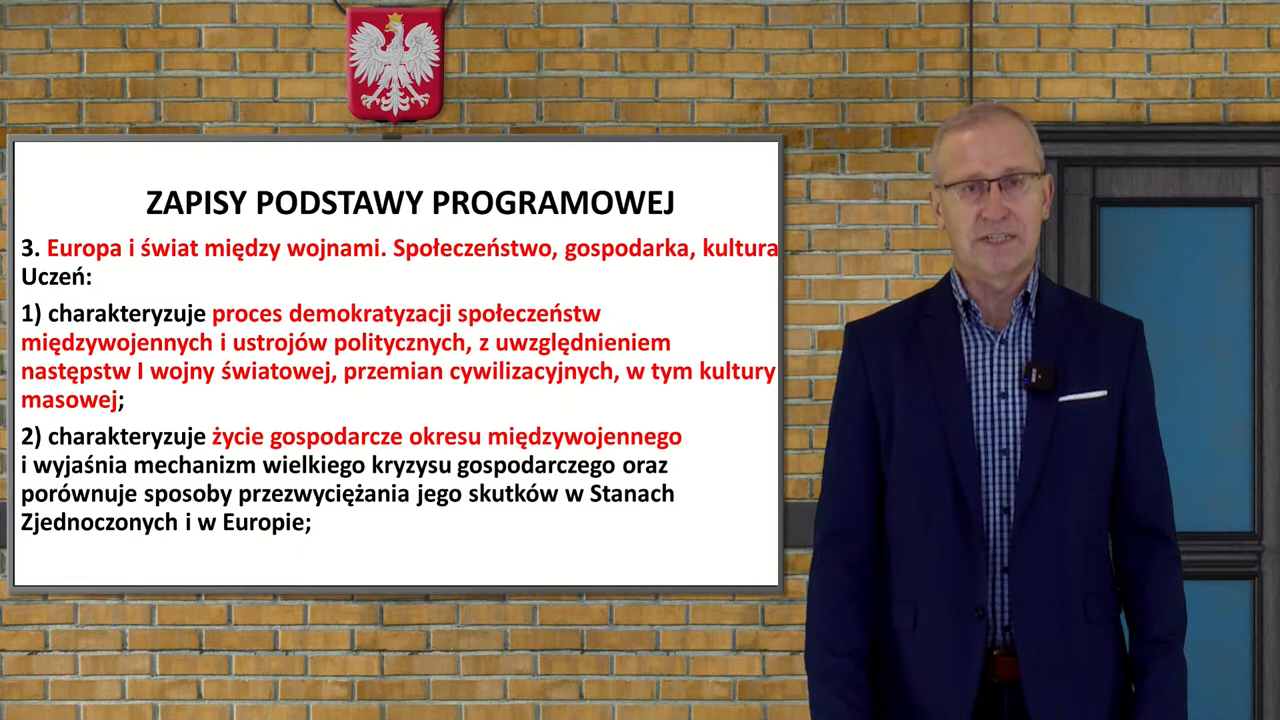 ZAPISY PODSTAWY PROGRAMOWEJ
3. Europa i świat między wojnami. Społeczeństwo, gospodarka, kultura
Uczeń:
1) charakteryzuje proces demokratyzacji społeczeństw
międzywojennych i ustrojów politycznych, z uwzględnieniem
następstw I wojny światowej, przemian cywilizacyjnych, w tym kultury
masowej;
2) charakteryzuje życie gospodarcze okresu międzywojennego
i wyjaśnia mechanizm wielkiego kryzysu gospodarczego oraz
porównuje sposoby przezwyciężania jego skutków w Stanach
Zjednoczonych i w Europie;